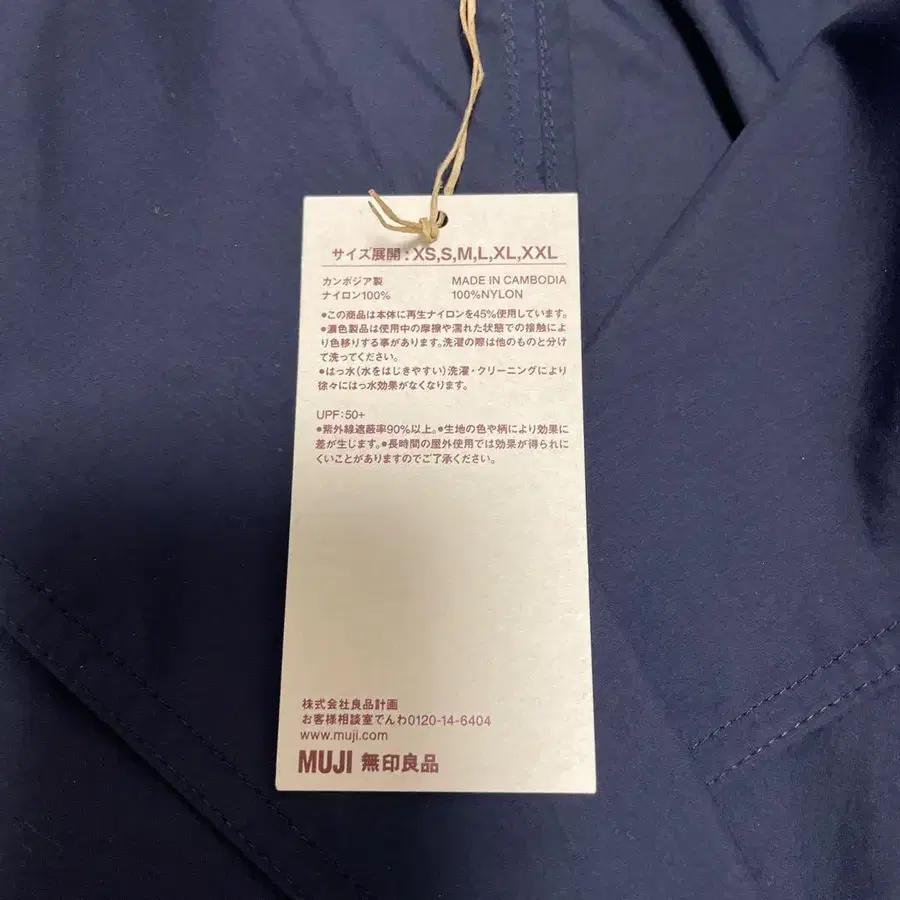 サイズ展開:XS,S,M,L,XL,XXL
カンボジア製 MADE IN CAMBODIA
ナイロン100% 100%NYLON
●この商品は本体に再生ナイロンを45%使用しています。
●濃色製品は使用中の摩擦や濡れた状態での接触によ
り色移りする事があります。洗濯の際は他のものと分け
て洗ってください。
●はっ水(水をはじきやすい)洗濯・クリーニングにより
徐々にはっ水効果がなくなります。
UPF:50+
●紫外線遮蔽率90%以上。●生地の色や柄により効果に
差が生じます。●長時間の屋外使用では効果が得られに
くいことがありますのでご了承ください。
株式会社良品計画
お客様相談室でんわ0120-14-6404
www.muji.com
MUJI 無印良品